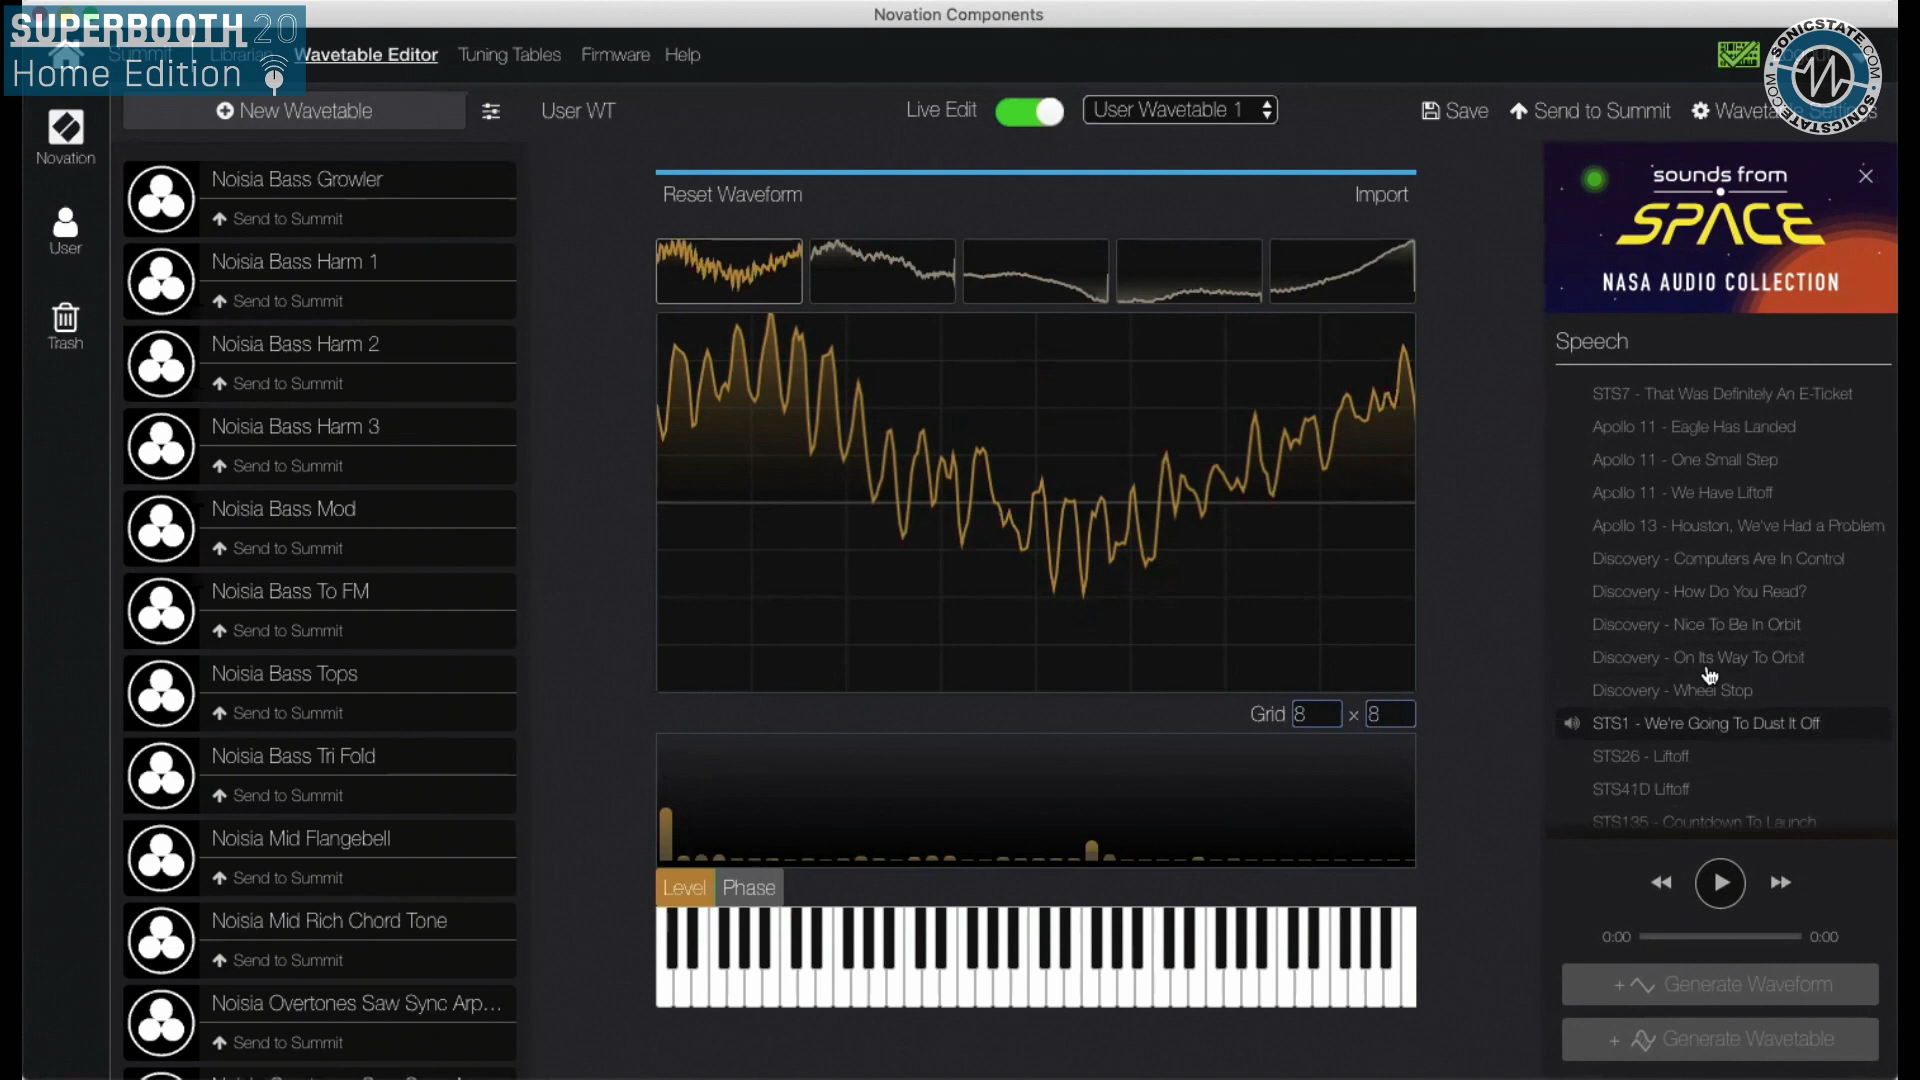 Novation Components
SUPERBOOTH 20
Home Edition
Summit
Librarian
Wavetable Editor
Tuning Tables
Firmware
Help
SONICSTATE.COM
SONICSTATE.COM
New Wavetable
User WT
Live Edit
User Wavetable 1
Save
Send to Summit
Wavetable Settings
Novation
User
Trash
Noisia Bass Growler
Send to Summit
Noisia Bass Harm 1
Send to Summit
Noisia Bass Harm 2
Send to Summit
Noisia Bass Harm 3
Send to Summit
Noisia Bass Mod
Send to Summit
Noisia Bass To FM
Send to Summit
Noisia Bass Tops
Send to Summit
Noisia Bass Tri Fold
Send to Summit
Noisia Mid Flangebell
Send to Summit
Noisia Mid Rich Chord Tone
Send to Summit
Noisia Overtones Saw Sync Arp...
Send to Summit
Reset Waveform
Import
Grid 8 × 8
Level
Phase
sounds from
SPACE
NASA AUDIO COLLECTION
Speech
STS7 - That Was Definitely An E-Ticket
Apollo 11 - Eagle Has Landed
Apollo 11 - One Small Step
Apollo 11 - We Have Liftoff
Apollo 13 - Houston, We've Had a Problem
Discovery - Computers Are In Control
Discovery - How Do You Read?
Discovery - Nice To Be In Orbit
Discovery - On Its Way To Orbit
Discovery - Wheel Stop
STS1 - We're Going To Dust It Off
STS26 - Liftoff
STS41D Liftoff
STS135 - Countdown To Launch
0:00
0:00
+ Generate Waveform
+ Generate Wavetable